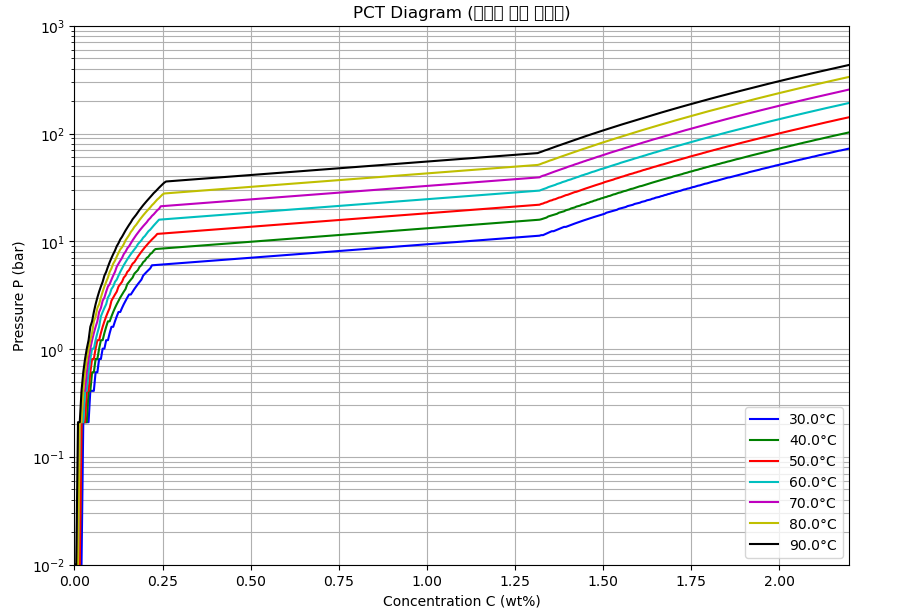 PCT Diagram (□□□ □□ □□□)
10³
10²
10¹
10⁰
10⁻¹
10⁻²
Pressure P (bar)
0.00 0.25 0.50 0.75 1.00 1.25 1.50 1.75 2.00
Concentration C (wt%)
30.0°C
40.0°C
50.0°C
60.0°C
70.0°C
80.0°C
90.0°C